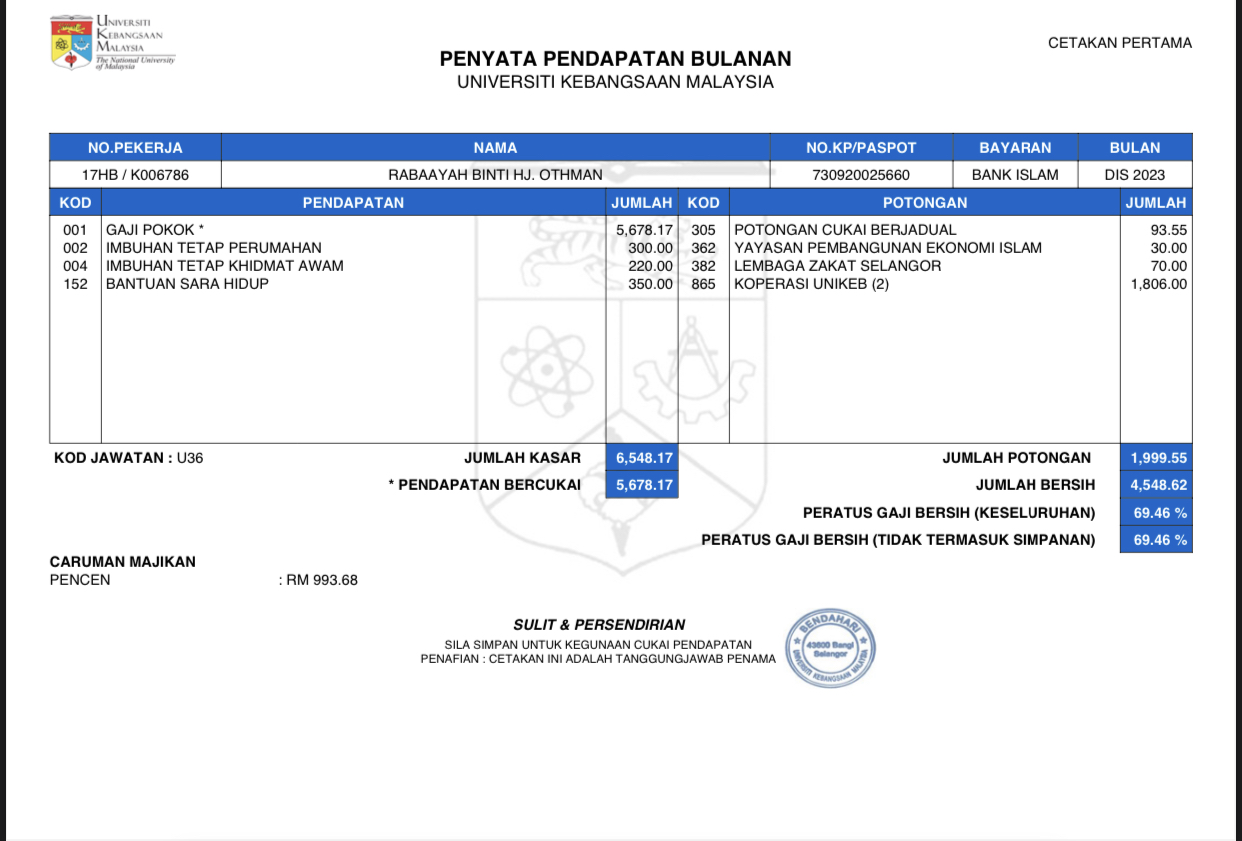 UNIVERSITI
KEBANGSAAN
MALAYSIA
The National University
of Malaysia
CETAKAN PERTAMA
PENYATA PENDAPATAN BULANAN
UNIVERSITI KEBANGSAAN MALAYSIA
NO.PEKERJA NAMA NO.KP/PASPOT BAYARAN BULAN
17HB / K006786 RABAAYAH BINTI HJ. OTHMAN 730920025660 BANK ISLAM DIS 2023
KOD PENDAPATAN JUMLAH KOD POTONGAN JUMLAH
001 GAJI POKOK * 5,678.17 305 POTONGAN CUKAI BERJADUAL 93.55
002 IMBUHAN TETAP PERUMAHAN 300.00 362 YAYASAN PEMBANGUNAN EKONOMI ISLAM 30.00
004 IMBUHAN TETAP KHIDMAT AWAM 220.00 382 LEMBAGA ZAKAT SELANGOR 70.00
152 BANTUAN SARA HIDUP 350.00 865 KOPERASI UNIKEB (2) 1,806.00
KOD JAWATAN : U36 JUMLAH KASAR 6,548.17 JUMLAH POTONGAN 1,999.55
* PENDAPATAN BERCUKAI 5,678.17 JUMLAH BERSIH 4,548.62
PERATUS GAJI BERSIH (KESELURUHAN) 69.46 %
PERATUS GAJI BERSIH (TIDAK TERMASUK SIMPANAN) 69.46 %
CARUMAN MAJIKAN
PENCEN : RM 993.68
SULIT & PERSENDIRIAN
SILA SIMPAN UNTUK KEGUNAAN CUKAI PENDAPATAN
PENAFIAN : CETAKAN INI ADALAH TANGGUNGJAWAB PENAMA
BENDAHARI
43600 Bangi
Selangor
UNIVERSITI KEBANGSAAN MALAYSIA